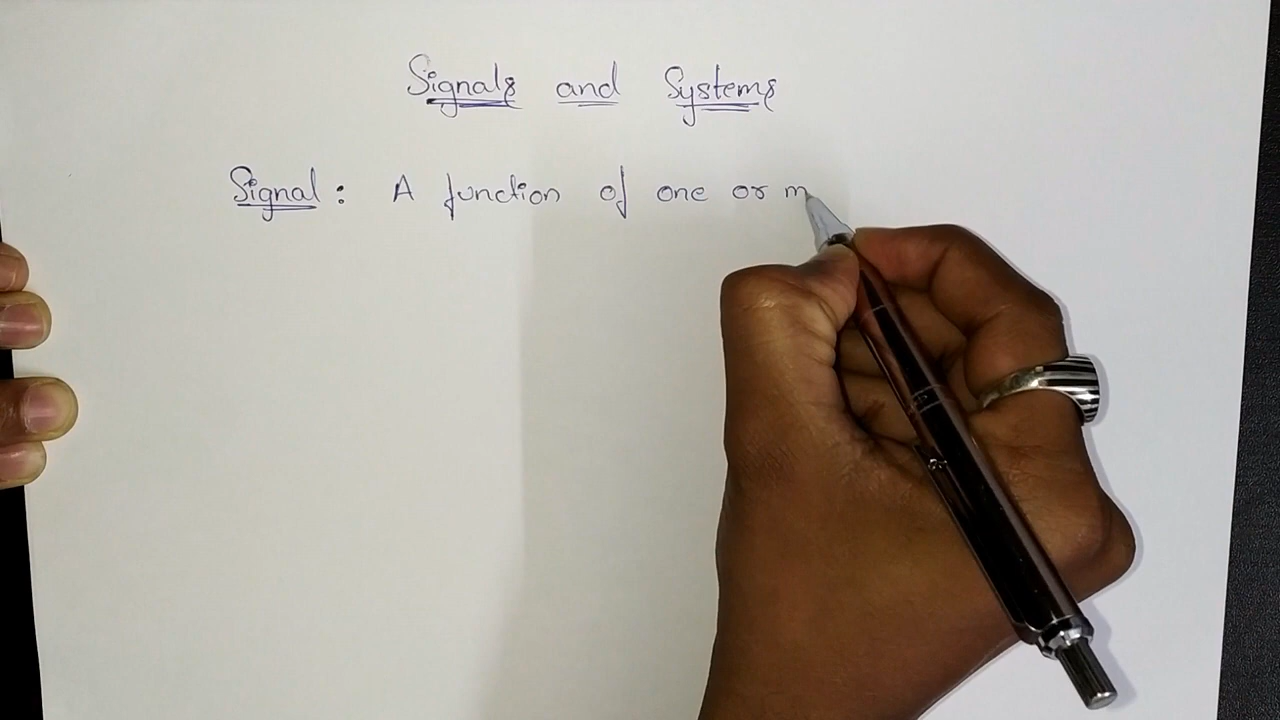 Signals and Systems
Signal : A function of one or m